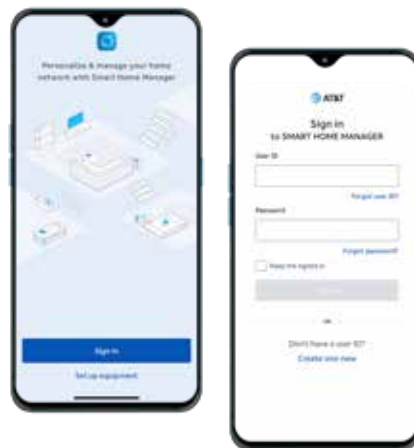 Personalize & manage your home
network with Smart Home Manager
Sign in
Set up equipment
AT&T
Sign in
to SMART HOME MANAGER
User ID
Forgot user ID?
Password
Forgot password?
Keep me signed in
OR
Don't have a user ID?
Create one now